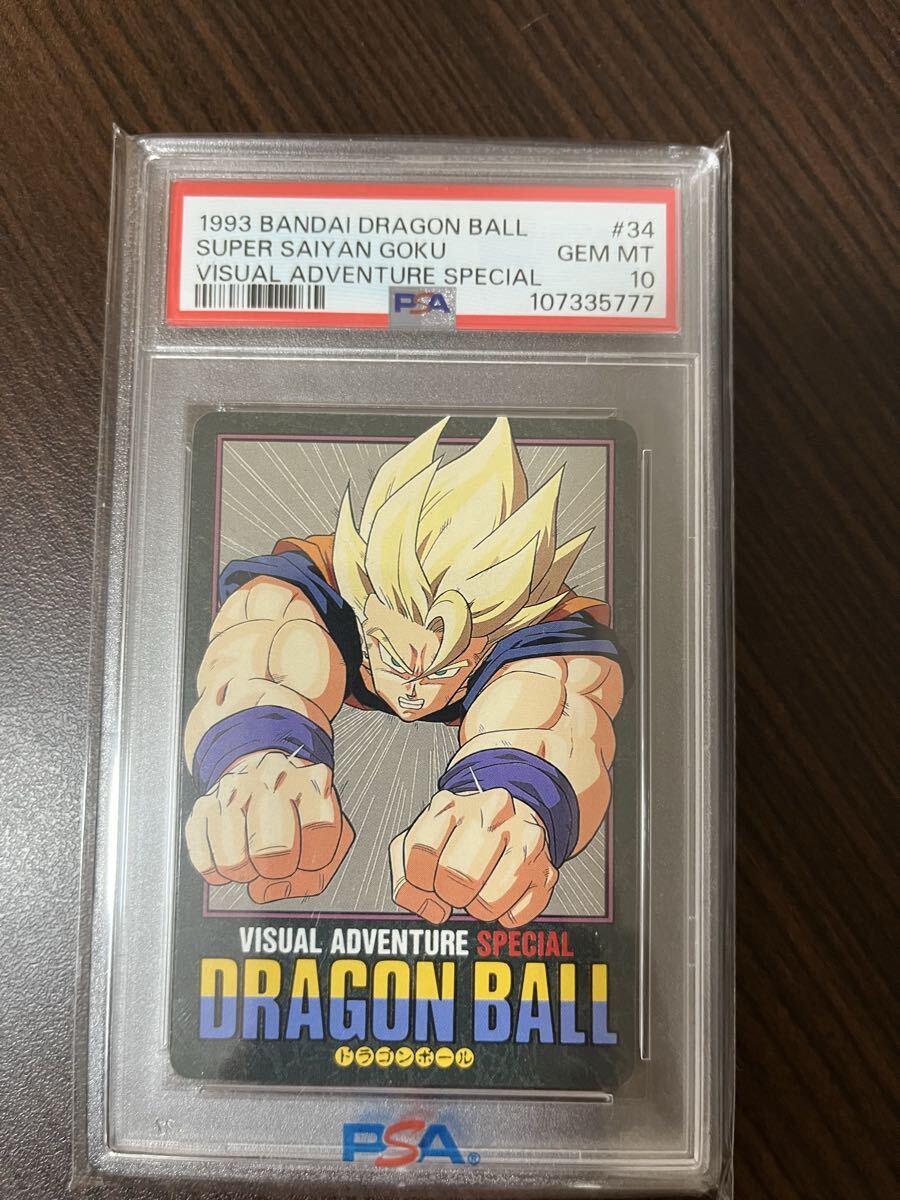 1993 BANDAI DRAGON BALL #34
SUPER SAIYAN GOKU GEM MT
VISUAL ADVENTURE SPECIAL 10
PSA 107335777
VISUAL ADVENTURE SPECIAL
DRAGON BALL
ドラゴンボール
PSA®